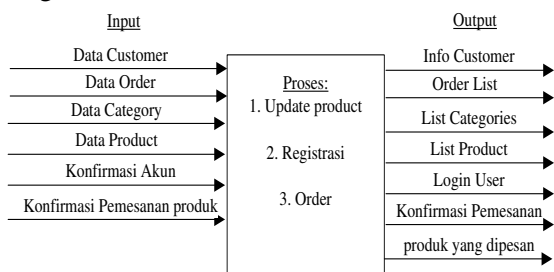 Input
Data Customer
Data Order
Data Category
Data Product
Konfirmasi Akun
Konfirmasi Pemesanan produk
Proses:
1. Update product
2. Registrasi
3. Order
Output
Info Customer
Order List
List Categories
List Product
Login User
Konfirmasi Pemesanan
produk yang dipesan